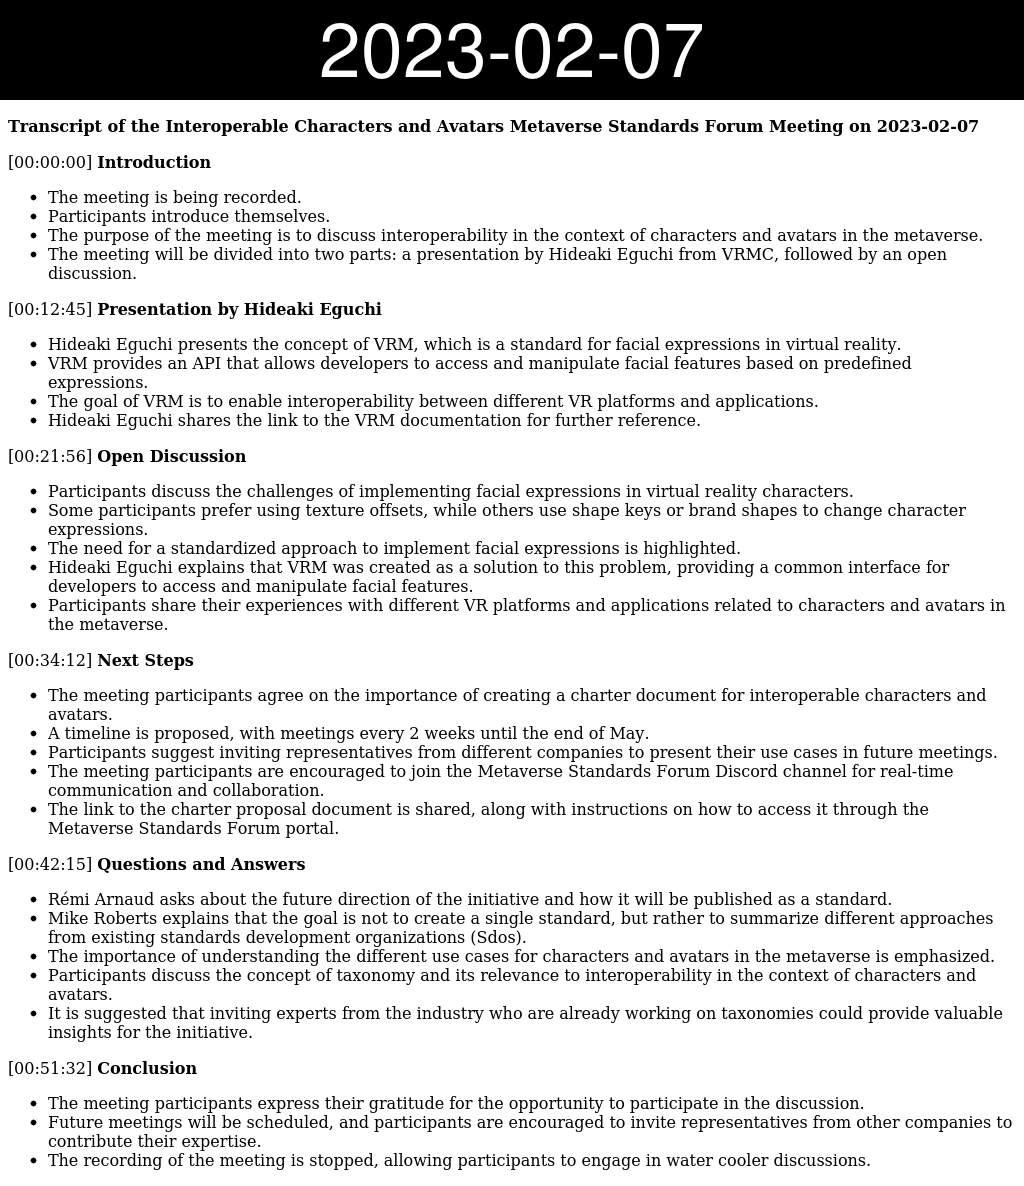 2023-02-07
Transcript of the Interoperable Characters and Avatars Metaverse Standards Forum Meeting on 2023-02-07
[00:00:00] Introduction
• The meeting is being recorded.
• Participants introduce themselves.
• The purpose of the meeting is to discuss interoperability in the context of characters and avatars in the metaverse.
• The meeting will be divided into two parts: a presentation by Hideaki Eguchi from VRMC, followed by an open
discussion.
[00:12:45] Presentation by Hideaki Eguchi
• Hideaki Eguchi presents the concept of VRM, which is a standard for facial expressions in virtual reality.
• VRM provides an API that allows developers to access and manipulate facial features based on predefined
expressions.
• The goal of VRM is to enable interoperability between different VR platforms and applications.
• Hideaki Eguchi shares the link to the VRM documentation for further reference.
[00:21:56] Open Discussion
• Participants discuss the challenges of implementing facial expressions in virtual reality characters.
• Some participants prefer using texture offsets, while others use shape keys or brand shapes to change character
expressions.
• The need for a standardized approach to implement facial expressions is highlighted.
• Hideaki Eguchi explains that VRM was created as a solution to this problem, providing a common interface for
developers to access and manipulate facial features.
• Participants share their experiences with different VR platforms and applications related to characters and avatars in
the metaverse.
[00:34:12] Next Steps
• The meeting participants agree on the importance of creating a charter document for interoperable characters and
avatars.
• A timeline is proposed, with meetings every 2 weeks until the end of May.
• Participants suggest inviting representatives from different companies to present their use cases in future meetings.
• The meeting participants are encouraged to join the Metaverse Standards Forum Discord channel for real-time
communication and collaboration.
• The link to the charter proposal document is shared, along with instructions on how to access it through the
Metaverse Standards Forum portal.
[00:42:15] Questions and Answers
• Rémi Arnaud asks about the future direction of the initiative and how it will be published as a standard.
• Mike Roberts explains that the goal is not to create a single standard, but rather to summarize different approaches
from existing standards development organizations (Sdos).
• The importance of understanding the different use cases for characters and avatars in the metaverse is emphasized.
• Participants discuss the concept of taxonomy and its relevance to interoperability in the context of characters and
avatars.
• It is suggested that inviting experts from the industry who are already working on taxonomies could provide valuable
insights for the initiative.
[00:51:32] Conclusion
• The meeting participants express their gratitude for the opportunity to participate in the discussion.
• Future meetings will be scheduled, and participants are encouraged to invite representatives from other companies to
contribute their expertise.
• The recording of the meeting is stopped, allowing participants to engage in water cooler discussions.